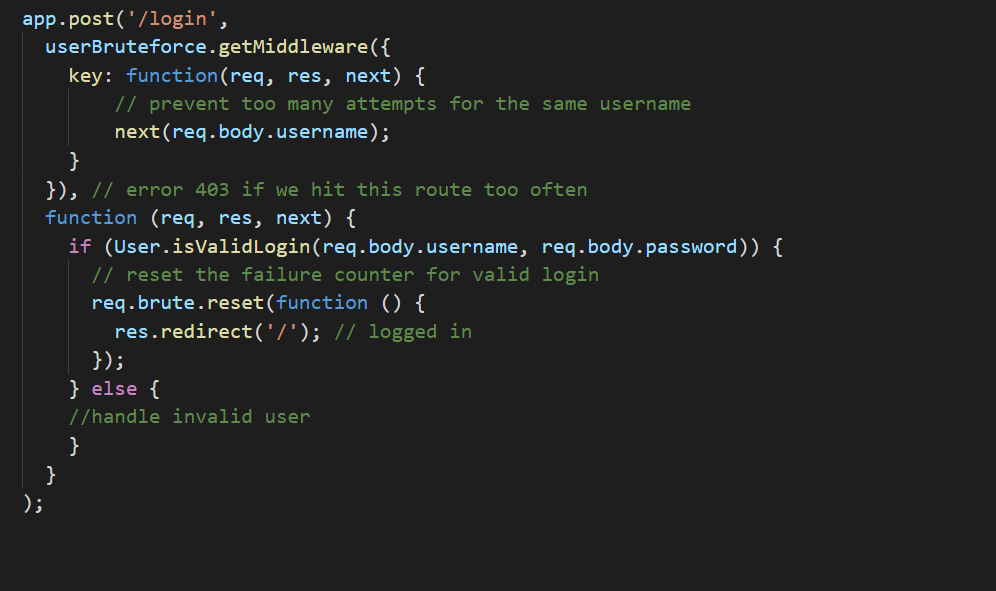 app.post('/login',
  userBruteforce.getMiddleware({
    key: function(req, res, next) {
        // prevent too many attempts for the same username
        next(req.body.username);
    }
  }), // error 403 if we hit this route too often
  function (req, res, next) {
    if (User.isValidLogin(req.body.username, req.body.password)) {
      // reset the failure counter for valid login
      req.brute.reset(function () {
        res.redirect('/'); // logged in
      });
    } else {
    //handle invalid user
    }
  }
);